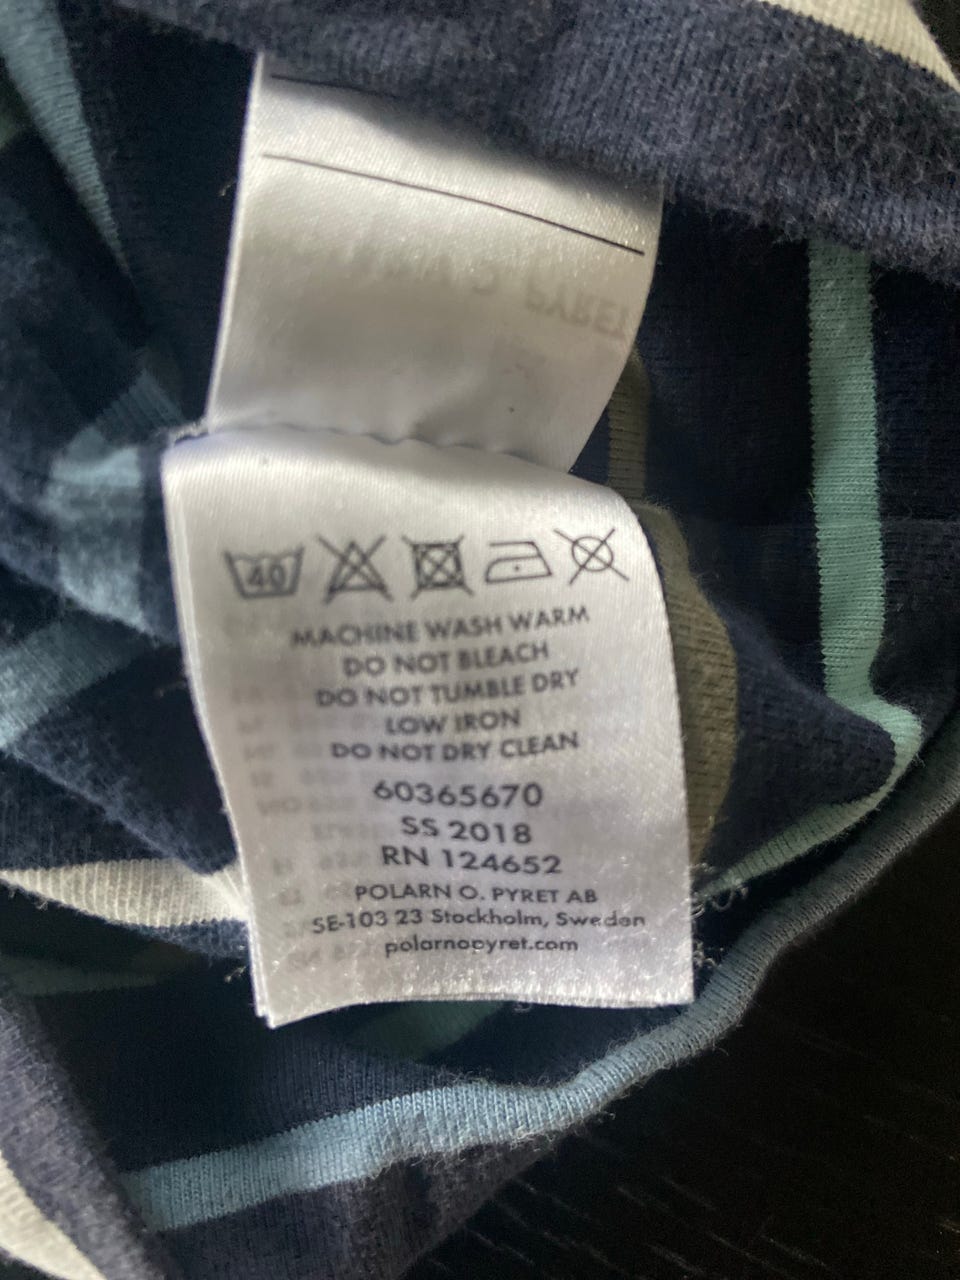 40
MACHINE WASH WARM
DO NOT BLEACH
DO NOT TUMBLE DRY
LOW IRON
DO NOT DRY CLEAN
60365670
SS 2018
RN 124652
POLARN O. PYRET AB
SE-103 23 Stockholm, Sweden
polarnopyret.com